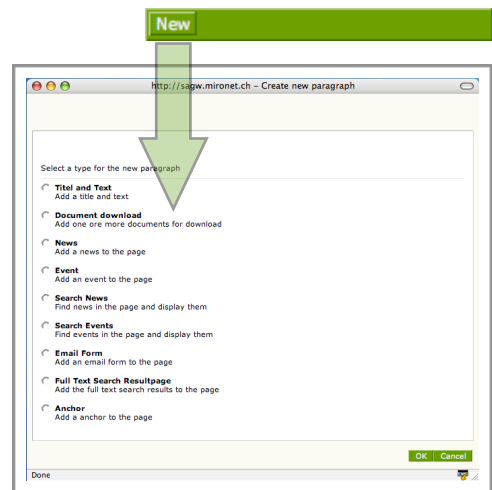 New
http://sagw.mironet.ch – Create new paragraph
Select a type for the new paragraph
Titel and Text
Add a title and text
Document download
Add one ore more documents for download
News
Add a news to the page
Event
Add an event to the page
Search News
Find news in the page and display them
Search Events
Find events in the page and display them
Email Form
Add an email form to the page
Full Text Search Resultpage
Add the full text search results to the page
Anchor
Add a anchor to the page
OK Cancel
Done